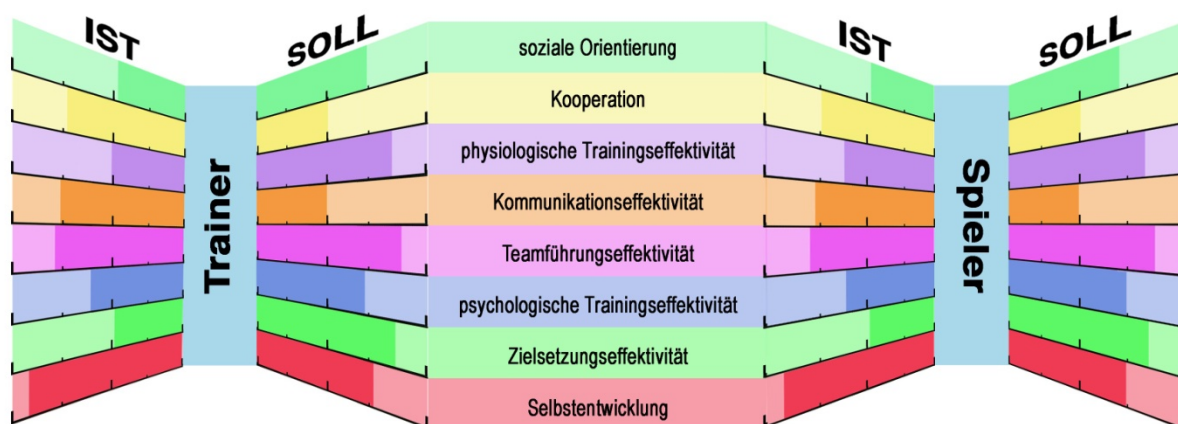 IST
SOLL
IST
SOLL
Trainer
Spieler
soziale Orientierung
Kooperation
physiologische Trainingseffektivität
Kommunikationseffektivität
Teamführungseffektivität
psychologische Trainingseffektivität
Zielsetzungseffektivität
Selbstentwicklung